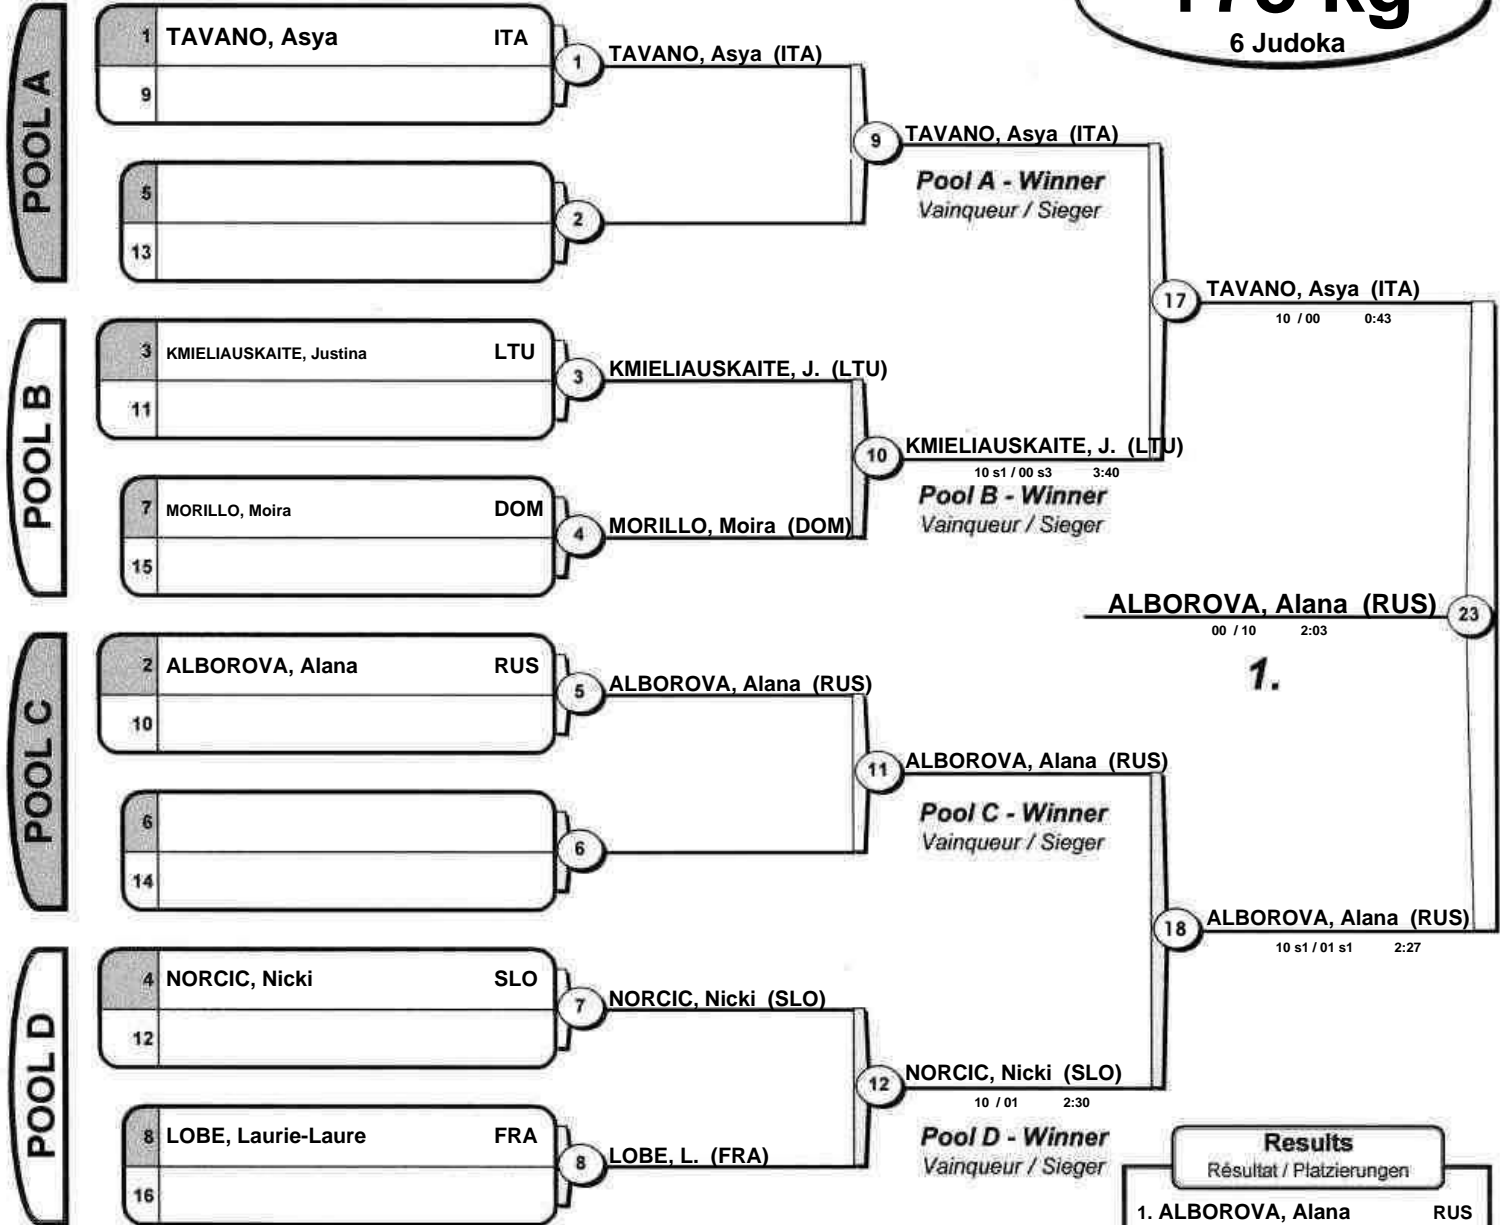 +78 kg
6 Judoka
POOL A
1 TAVANO, Asya ITA
9
5
13
1 TAVANO, Asya (ITA)
2
9 TAVANO, Asya (ITA)
Pool A - Winner
Vainqueur / Sieger
17 TAVANO, Asya (ITA)
10 / 00 0:43
POOL B
3 KMIELIAUSKAITE, Justina LTU
11
7 MORILLO, Moira DOM
15
3 KMIELIAUSKAITE, J. (LTU)
4 MORILLO, Moira (DOM)
10 KMIELIAUSKAITE, J. (LTU)
10 s1 / 00 s3 3:40
Pool B - Winner
Vainqueur / Sieger
ALBOROVA, Alana (RUS) 23
00 / 10 2:03
1.
POOL C
2 ALBOROVA, Alana RUS
10
6
14
5 ALBOROVA, Alana (RUS)
6
11 ALBOROVA, Alana (RUS)
Pool C - Winner
Vainqueur / Sieger
18 ALBOROVA, Alana (RUS)
10 s1 / 01 s1 2:27
POOL D
4 NORCIC, Nicki SLO
12
8 LOBE, Laurie-Laure FRA
16
7 NORCIC, Nicki (SLO)
8 LOBE, L. (FRA)
12 NORCIC, Nicki (SLO)
10 / 01 2:30
Pool D - Winner
Vainqueur / Sieger
Results
Résultat / Platzierungen
1. ALBOROVA, Alana RUS